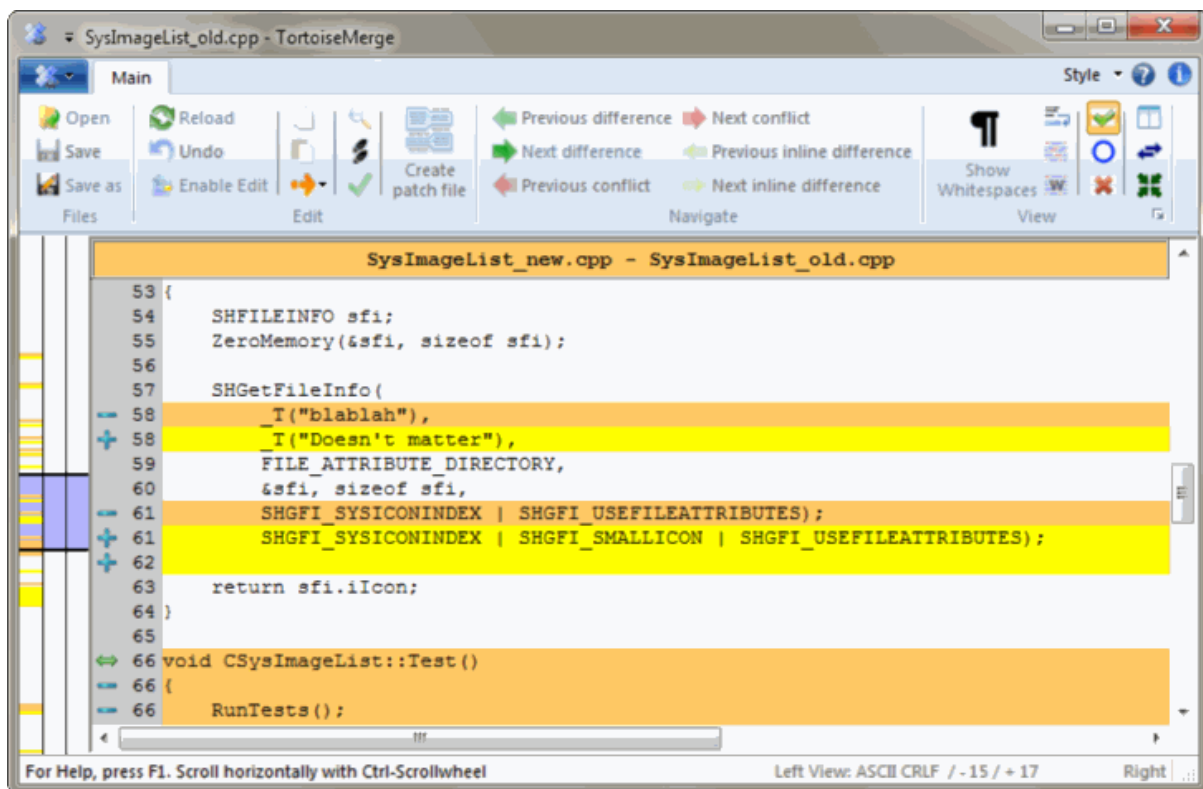 SysImageList_old.cpp - TortoiseMerge
Main
Style
Open
Reload
Previous difference
Next conflict
Save
Undo
Next difference
Previous inline difference
Save as
Enable Edit
Create
patch file
Previous conflict
Next inline difference
Show
Whitespaces
Files
Edit
Navigate
View
SysImageList_new.cpp - SysImageList_old.cpp
53 {
54 SHFILEINFO sfi;
55 ZeroMemory(&sfi, sizeof sfi);
56
57 SHGetFileInfo(
58 _T("blablah"),
58 _T("Doesn't matter"),
59 FILE_ATTRIBUTE_DIRECTORY,
60 &sfi, sizeof sfi,
61 SHGFI_SYSICONINDEX | SHGFI_USEFILEATTRIBUTES);
61 SHGFI_SYSICONINDEX | SHGFI_SMALLICON | SHGFI_USEFILEATTRIBUTES);
62
63 return sfi.iIcon;
64 }
65
66 void CSysImageList::Test()
66 {
66 RunTests();
For Help, press F1. Scroll horizontally with Ctrl-Scrollwheel
Left View: ASCII CRLF / - 15 / + 17
Right